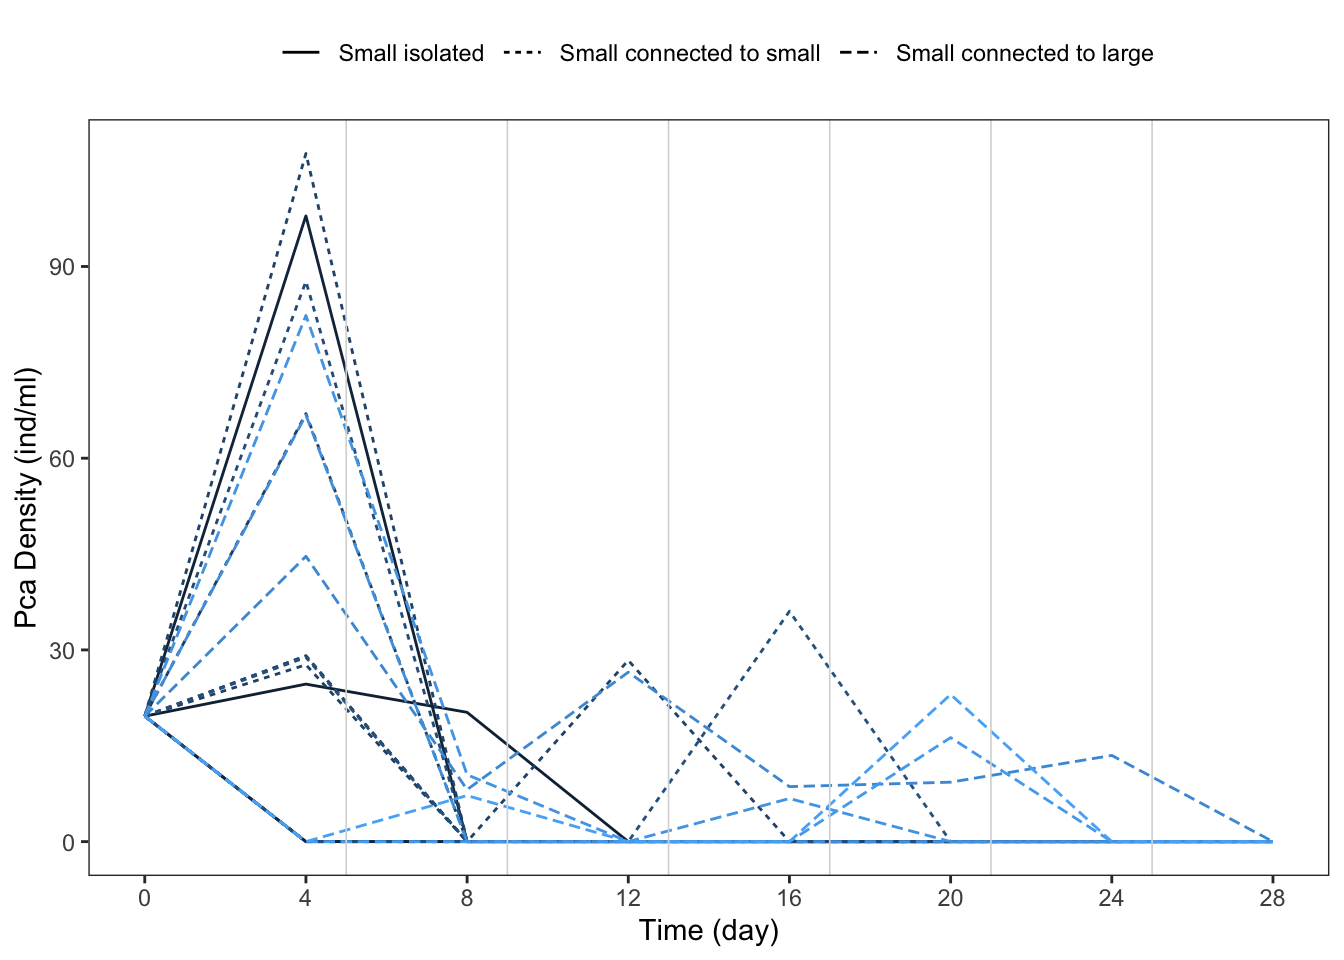 Small isolated Small connected to small Small connected to large
90
60
30
0
Pca Density (ind/ml)
0 4 8 12 16 20 24 28
Time (day)